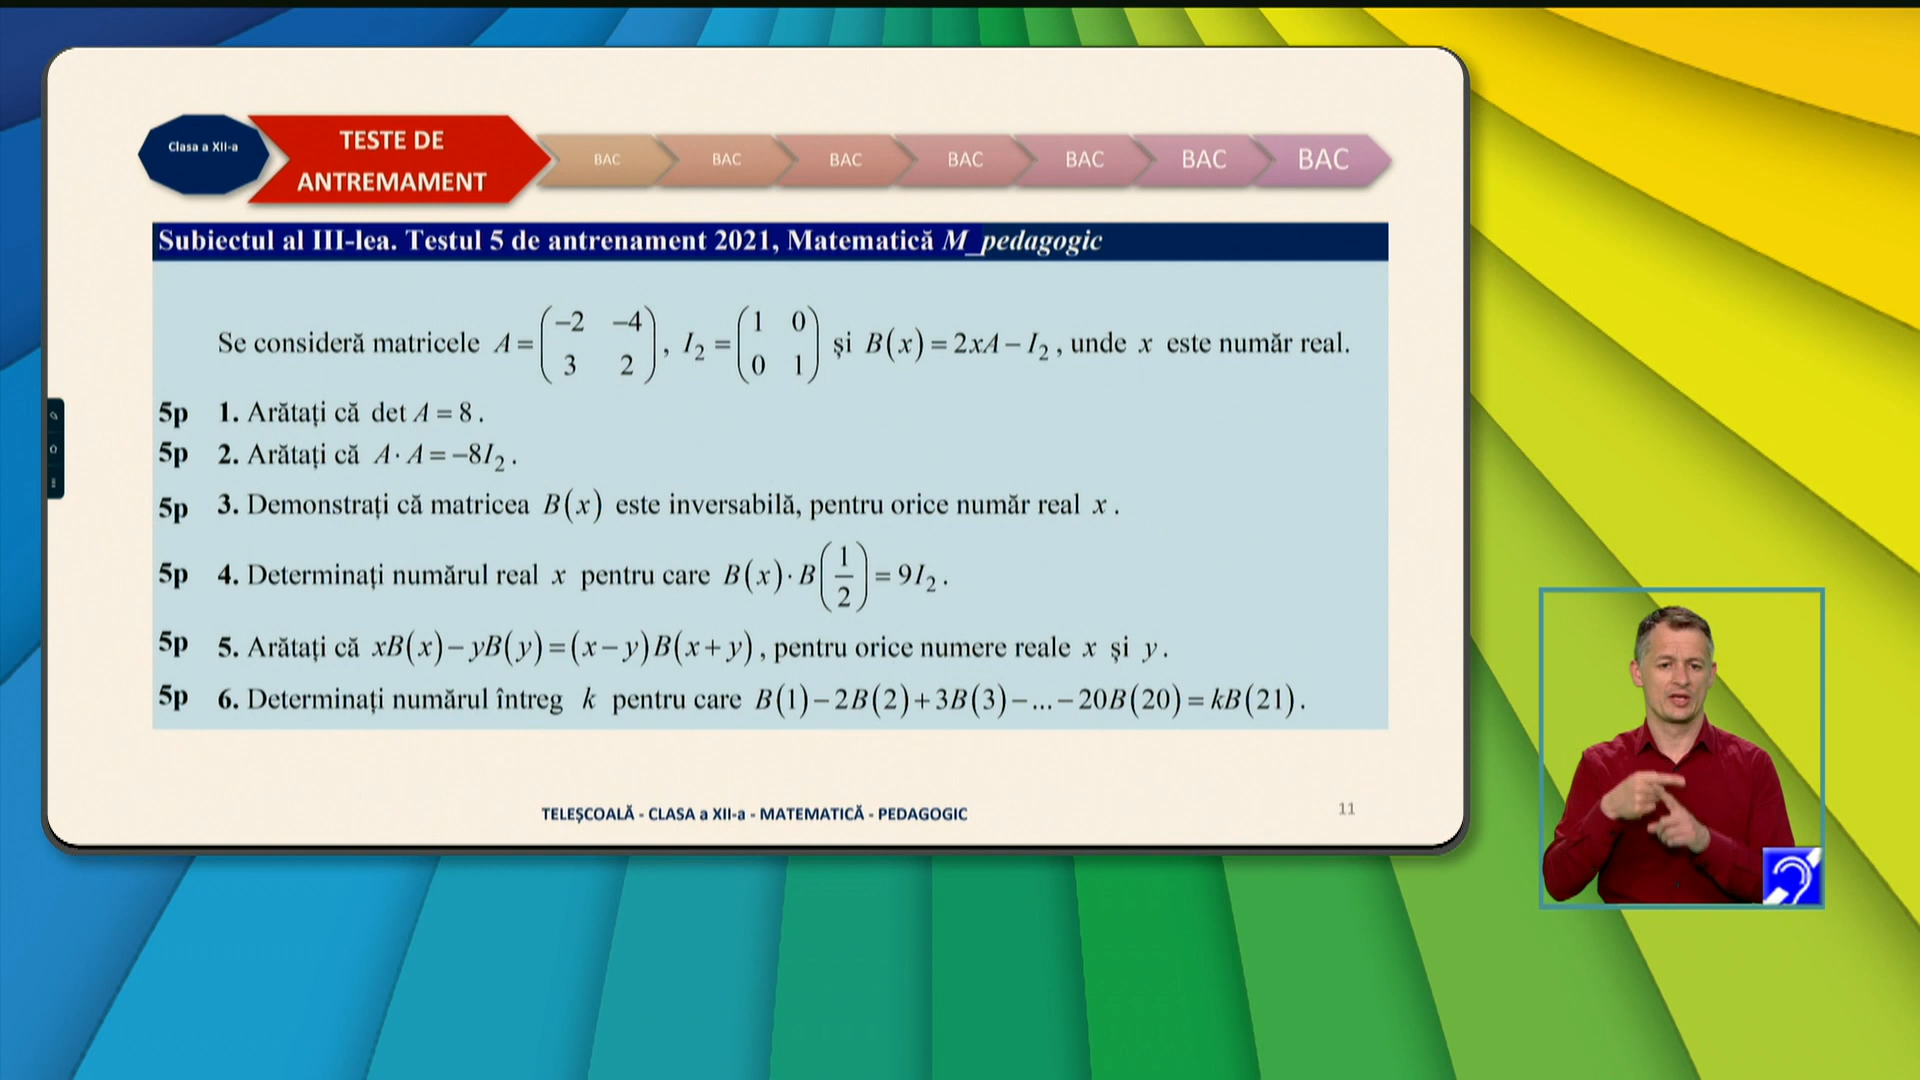 Clasa a XII-a
TESTE DE
ANTREMAMENT
BAC BAC BAC BAC BAC BAC BAC
Subiectul al III-lea. Testul 5 de antrenament 2021, Matematică M_pedagogic
Se consideră matricele A = (−2 −4; 3 2), I₂ = (1 0; 0 1) și B(x) = 2xA − I₂, unde x este număr real.
5p 1. Arătați că det A = 8.
5p 2. Arătați că A · A = −8I₂.
5p 3. Demonstrați că matricea B(x) este inversabilă, pentru orice număr real x.
5p 4. Determinați numărul real x pentru care B(x) · B(1/2) = 9I₂.
5p 5. Arătați că xB(x) − yB(y) = (x − y)B(x + y), pentru orice numere reale x și y.
5p 6. Determinați numărul întreg k pentru care B(1) − 2B(2) + 3B(3) − ... − 20B(20) = kB(21).
TELEȘCOALĂ - CLASA a XII-a - MATEMATICĂ - PEDAGOGIC
11